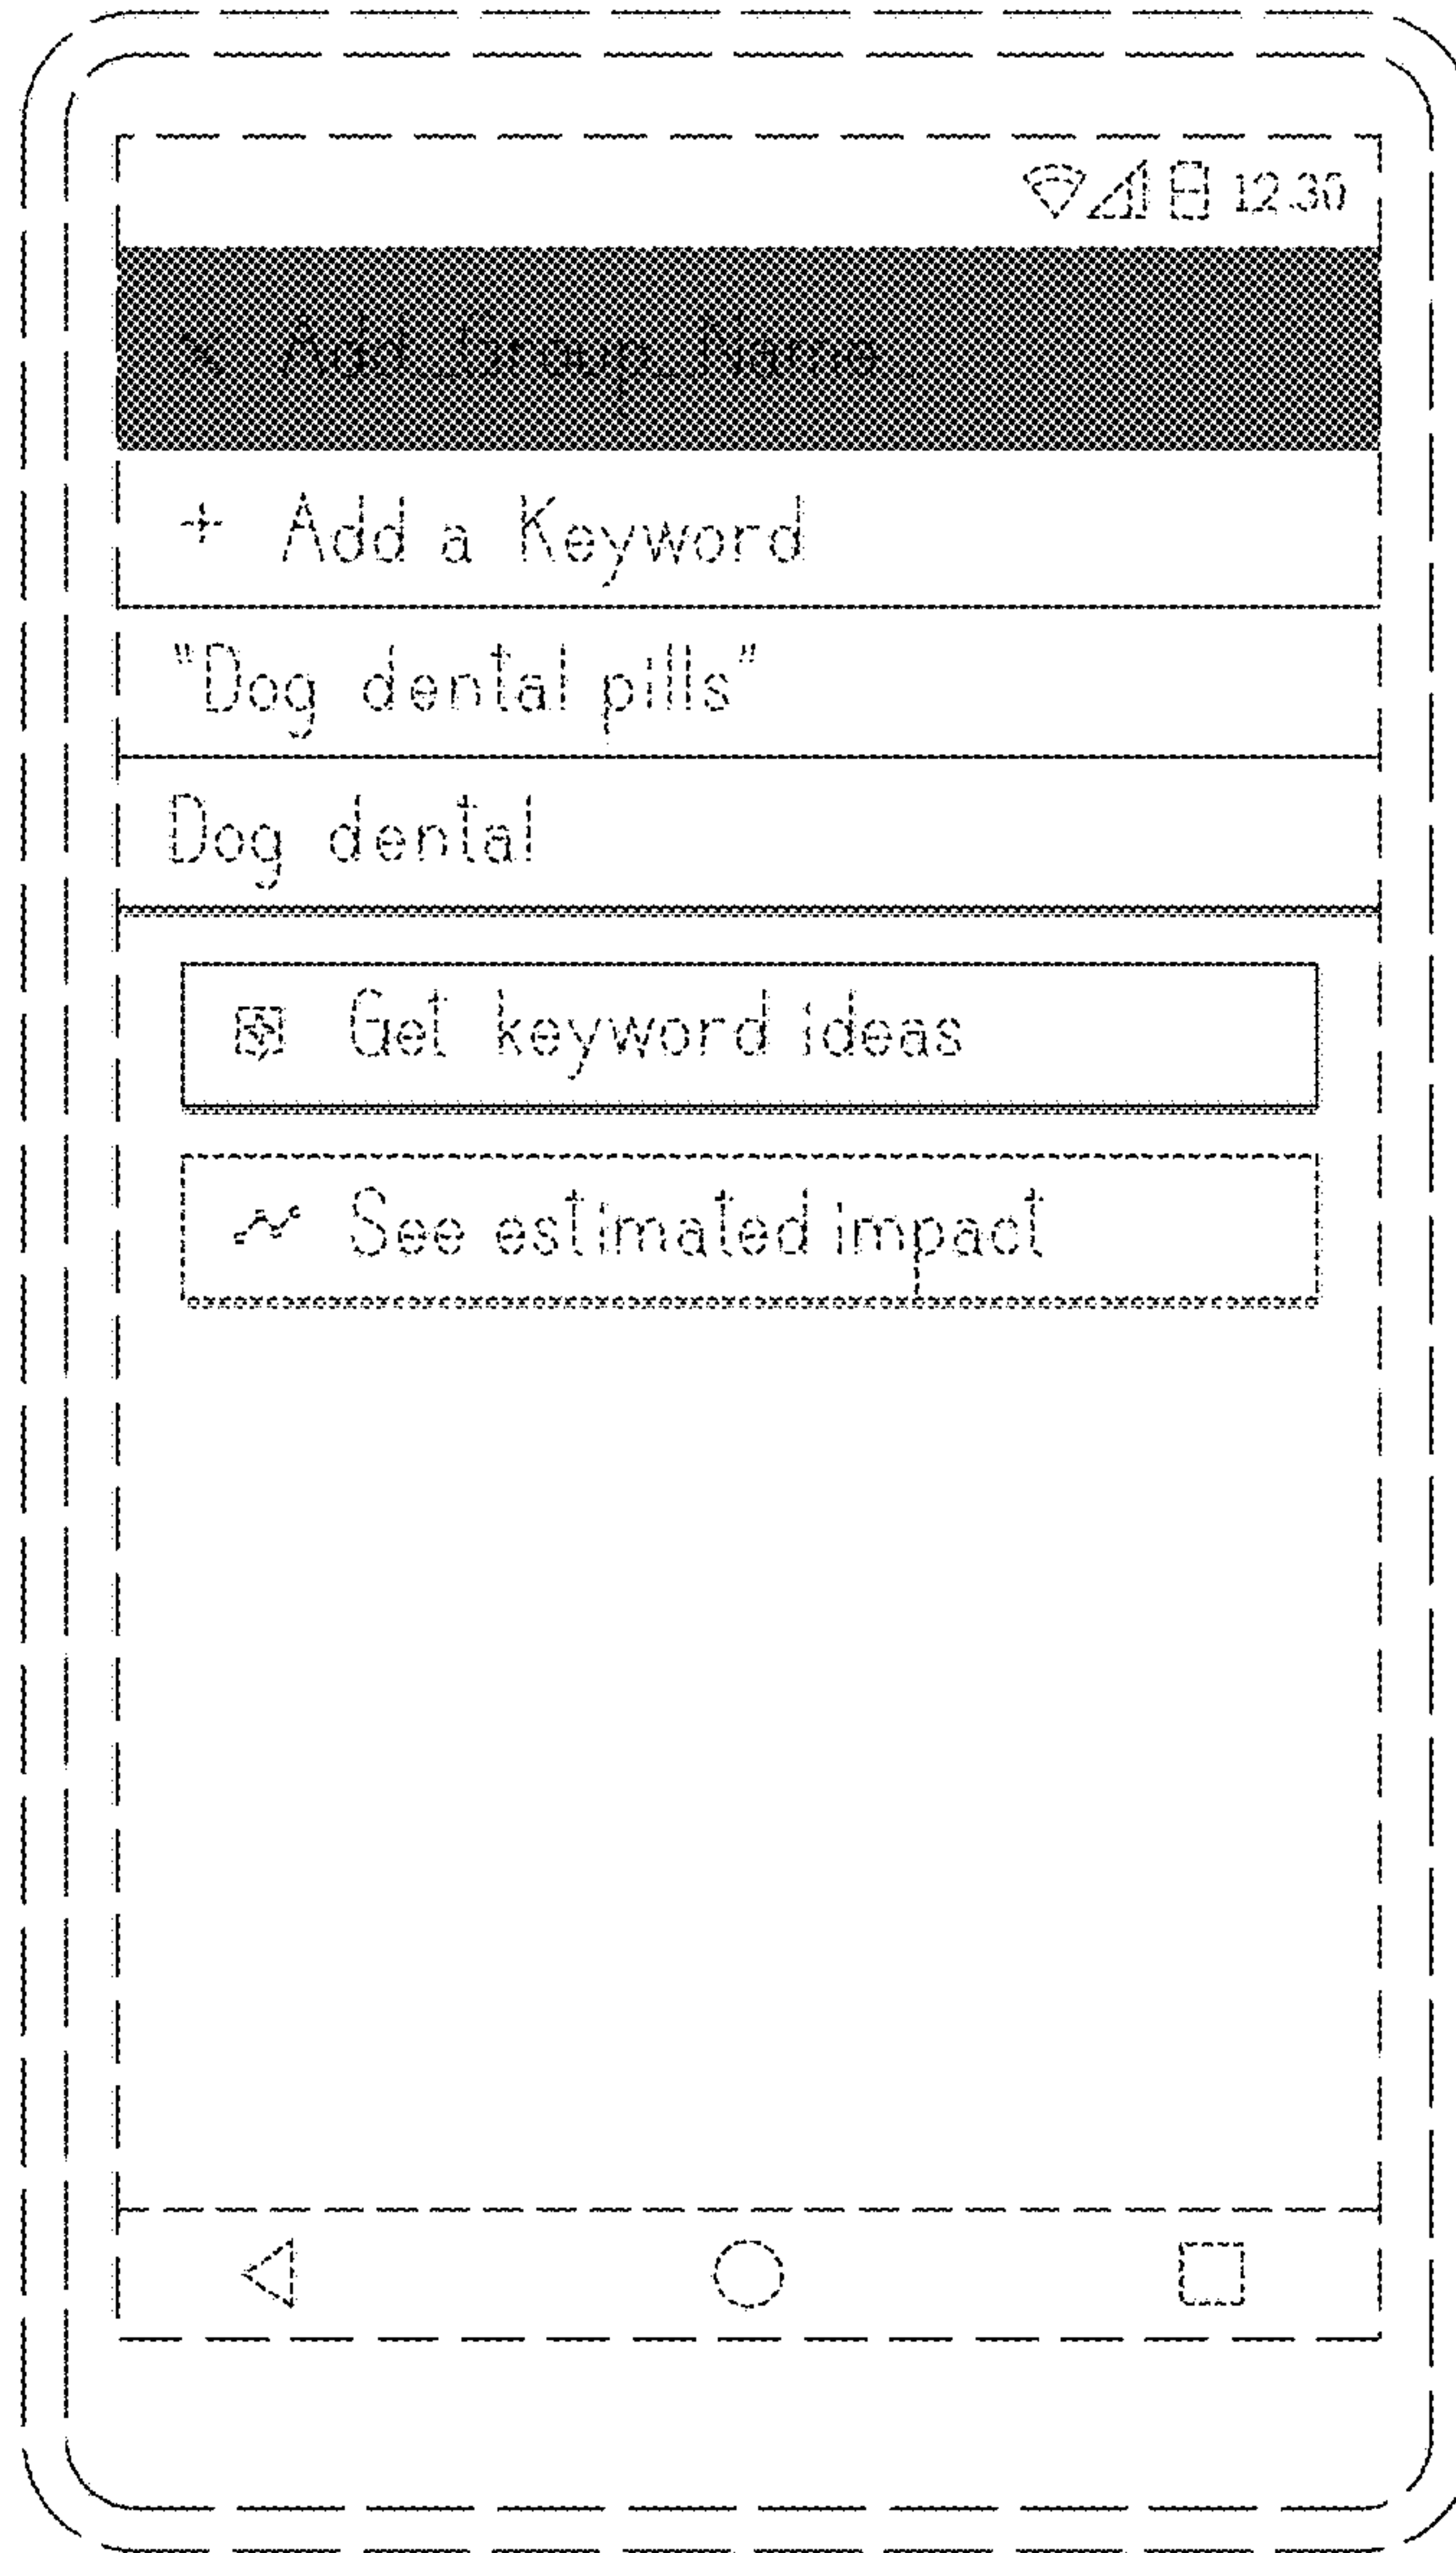 12:30
× Add Group Name
+ Add a Keyword
"Dog dental pills"
Dog dental
Get keyword ideas
See estimated impact